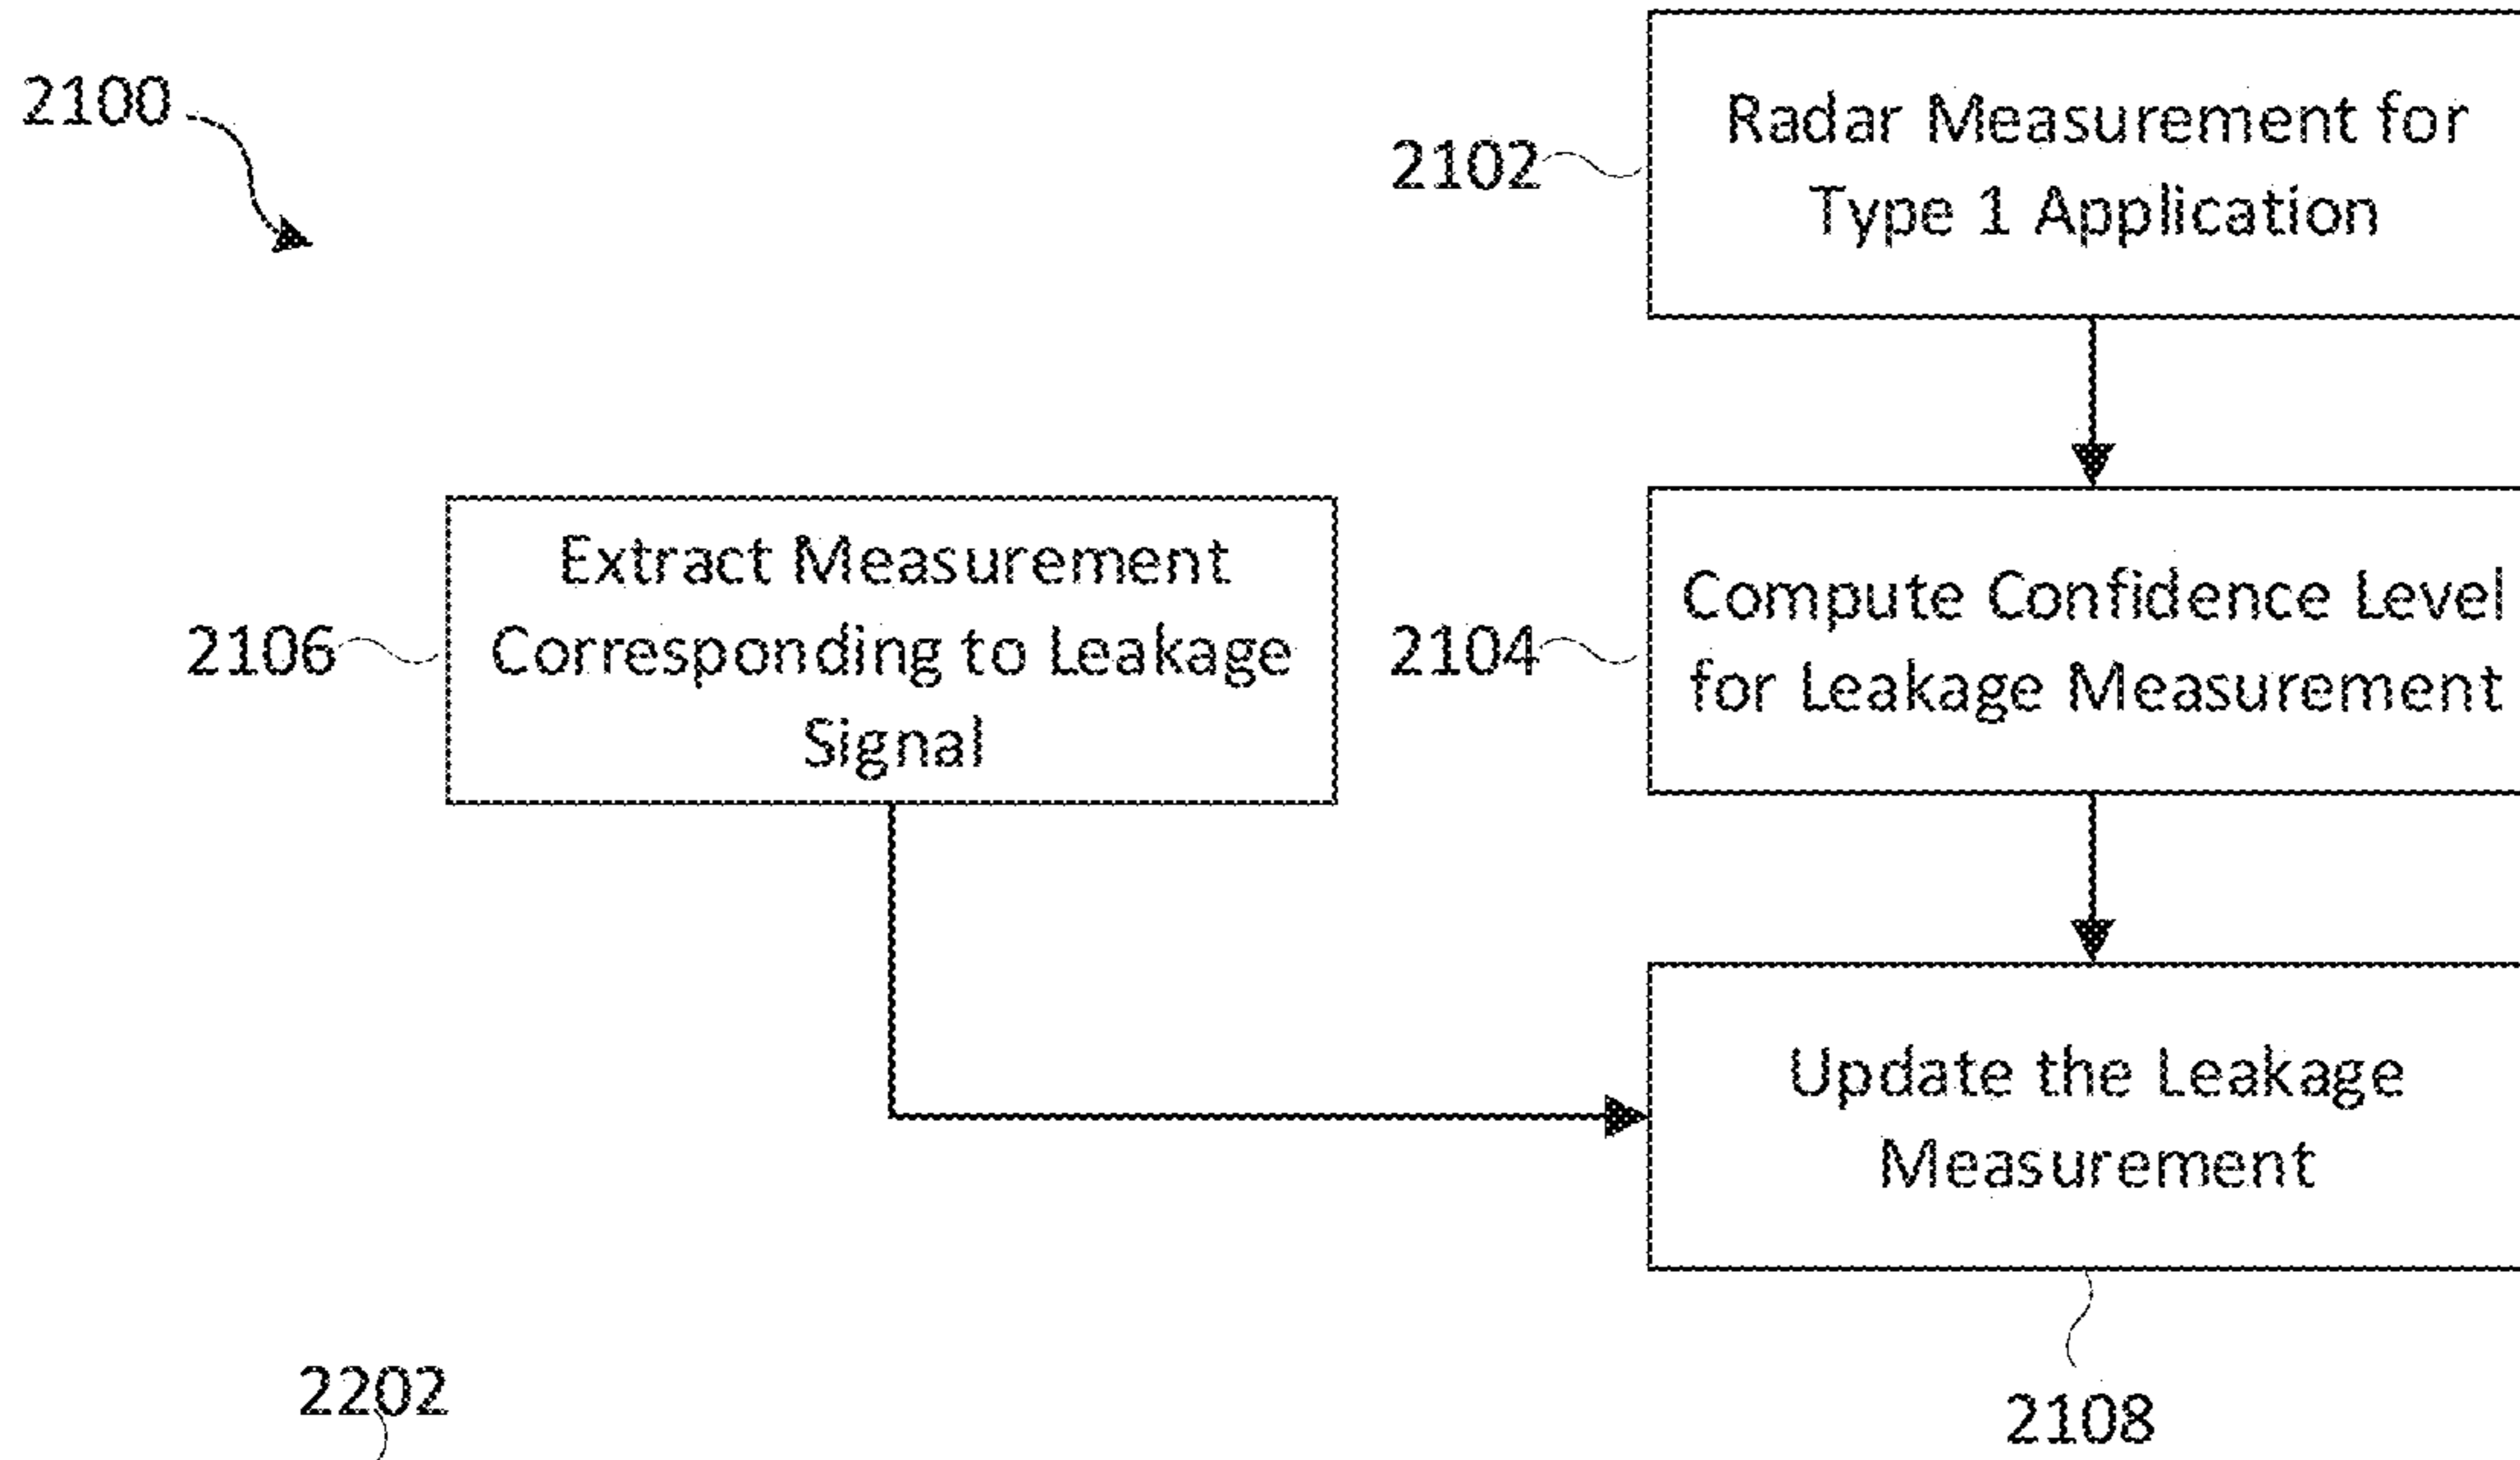 2100
2102
Radar Measurement for
Type 1 Application
2106
Extract Measurement
Corresponding to Leakage
Signal
2104
Compute Confidence Level
for Leakage Measurement
Update the Leakage
Measurement
2202
2108